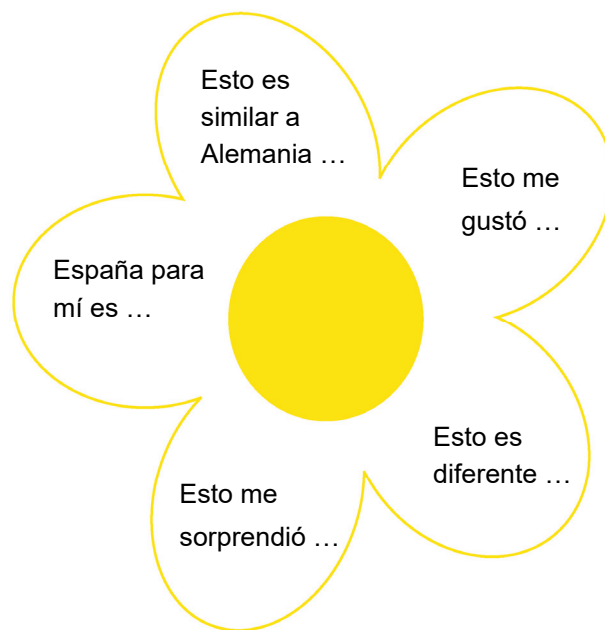 Esto es
similar a
Alemania …
Esto me
gustó …
España para
mí es …
Esto es
diferente …
Esto me
sorprendió …